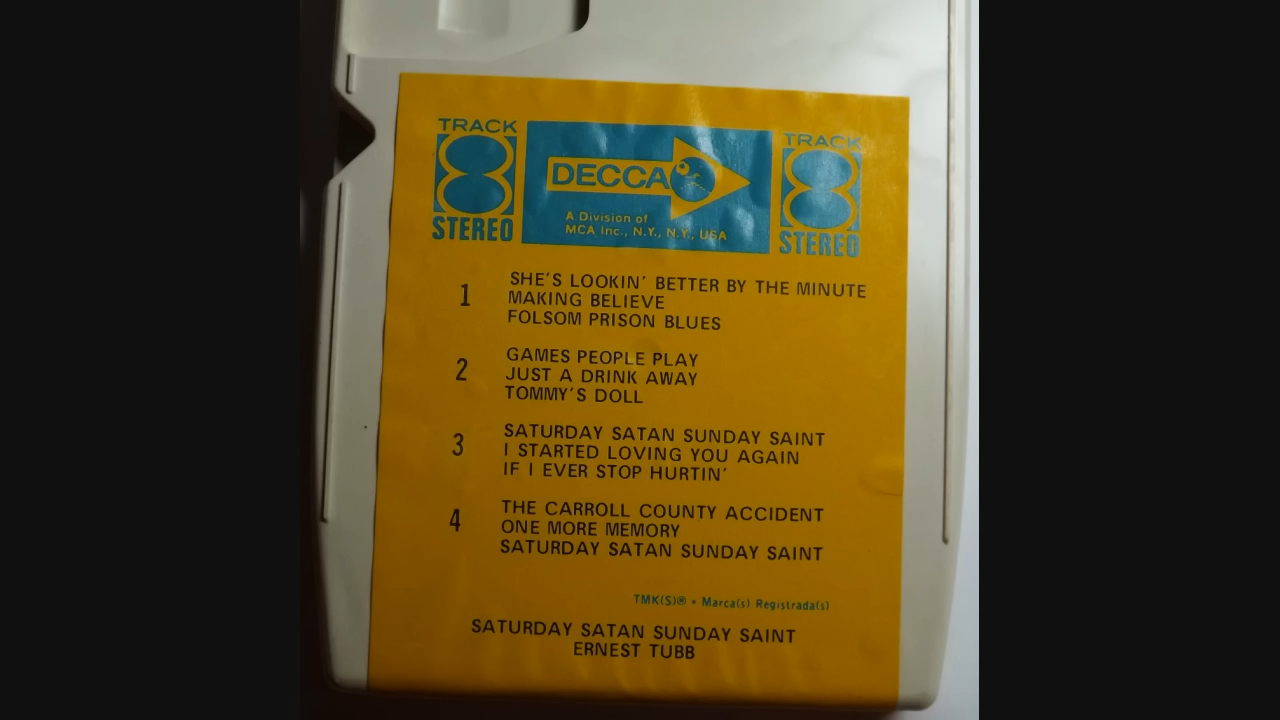 TRACK
8
STEREO
DECCA
A Division of
MCA Inc., N.Y., N.Y., USA
TRACK
8
STEREO
1
SHE'S LOOKIN' BETTER BY THE MINUTE
MAKING BELIEVE
FOLSOM PRISON BLUES
2
GAMES PEOPLE PLAY
JUST A DRINK AWAY
TOMMY'S DOLL
3
SATURDAY SATAN SUNDAY SAINT
I STARTED LOVING YOU AGAIN
IF I EVER STOP HURTIN'
4
THE CARROLL COUNTY ACCIDENT
ONE MORE MEMORY
SATURDAY SATAN SUNDAY SAINT
TMK(S)® • Marca(s) Registrada(s)
SATURDAY SATAN SUNDAY SAINT
ERNEST TUBB